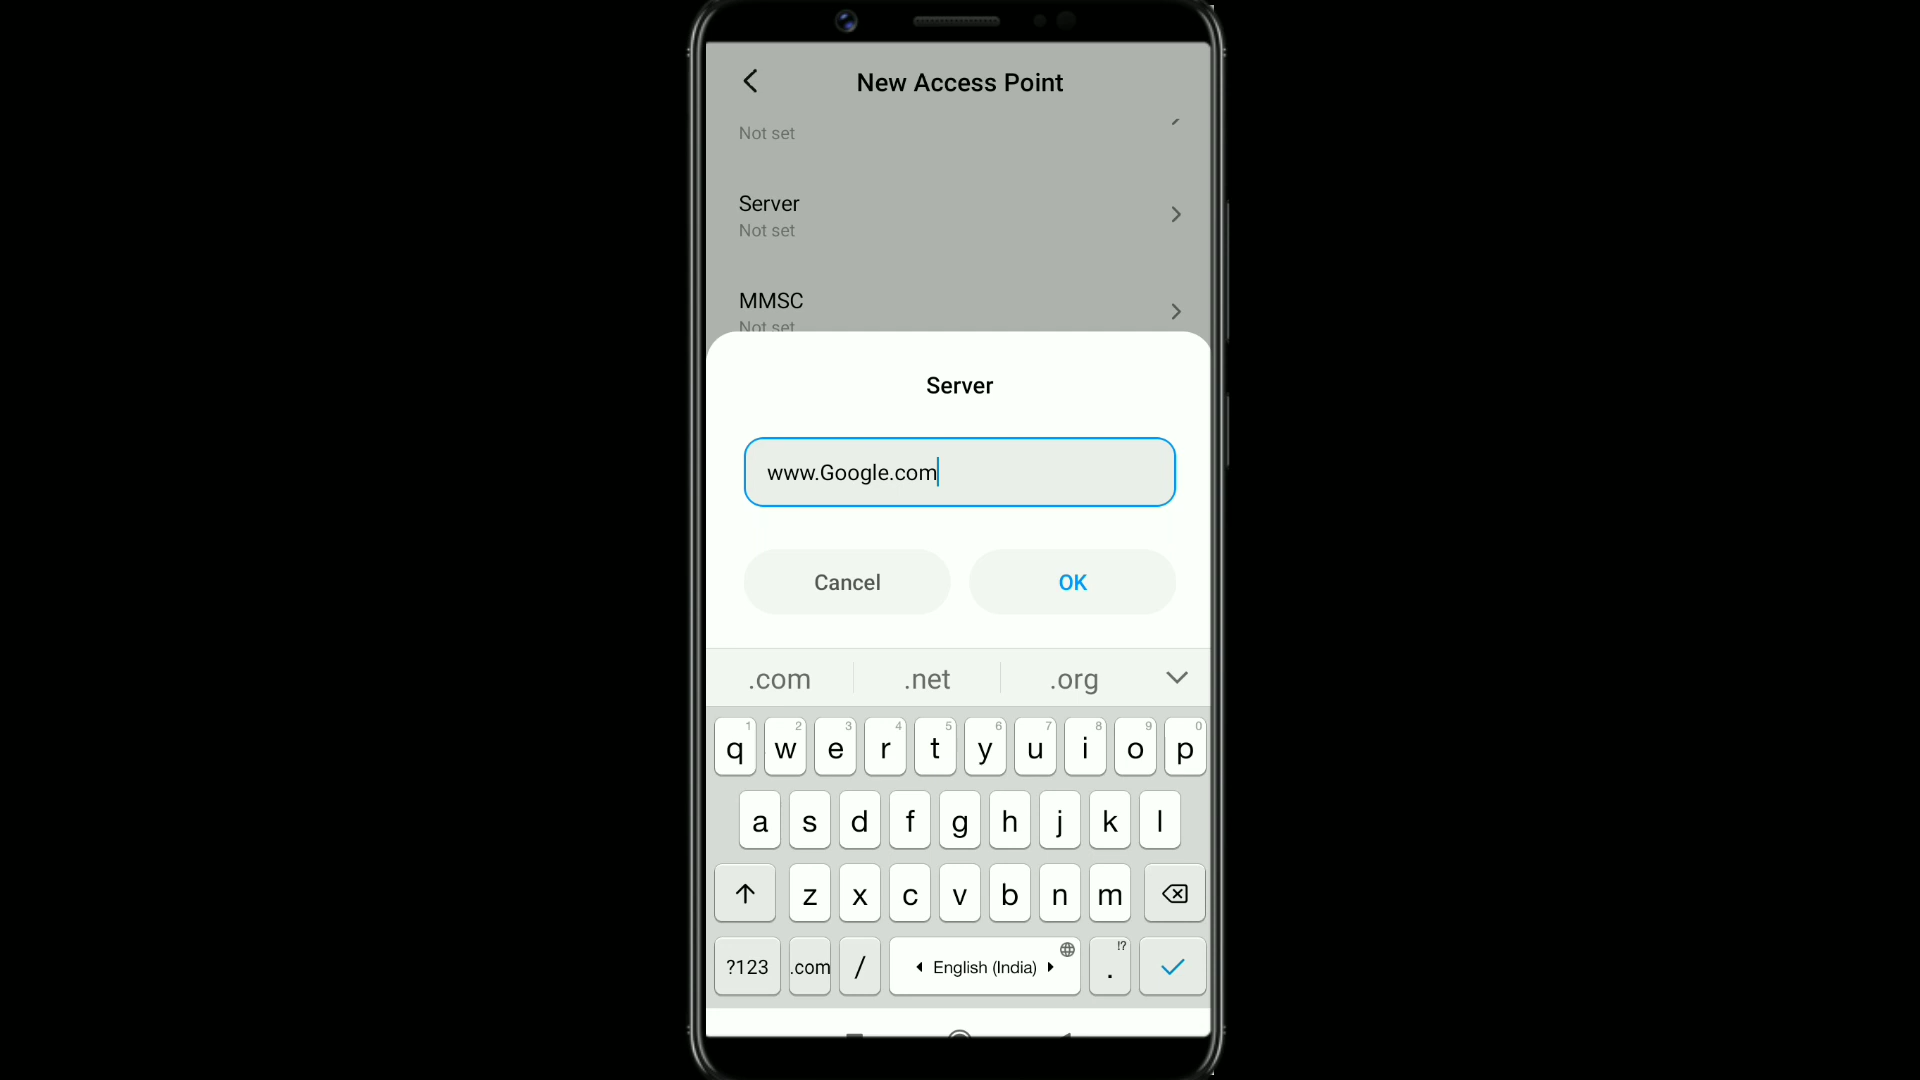 New Access Point
Not set
Server
Not set
MMSC
Not set
Server
www.Google.com
Cancel OK
.com .net .org
1 2 3 4 5 6 7 8 9 0
q w e r t y u i o p
a s d f g h j k l
z x c v b n m
!?
?123 .com / English (India) .